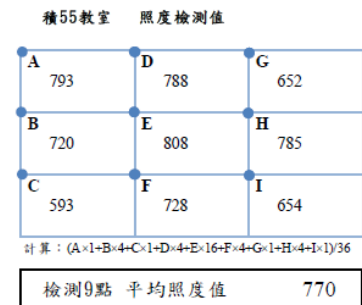 積55教室 照度檢測值
A D G
793 788 652
B E H
720 808 785
C F I
593 728 654
計算：(A×1+B×4+C×1+D×4+E×16+F×4+G×1+H×4+I×1)/36
檢測9點 平均照度值 770